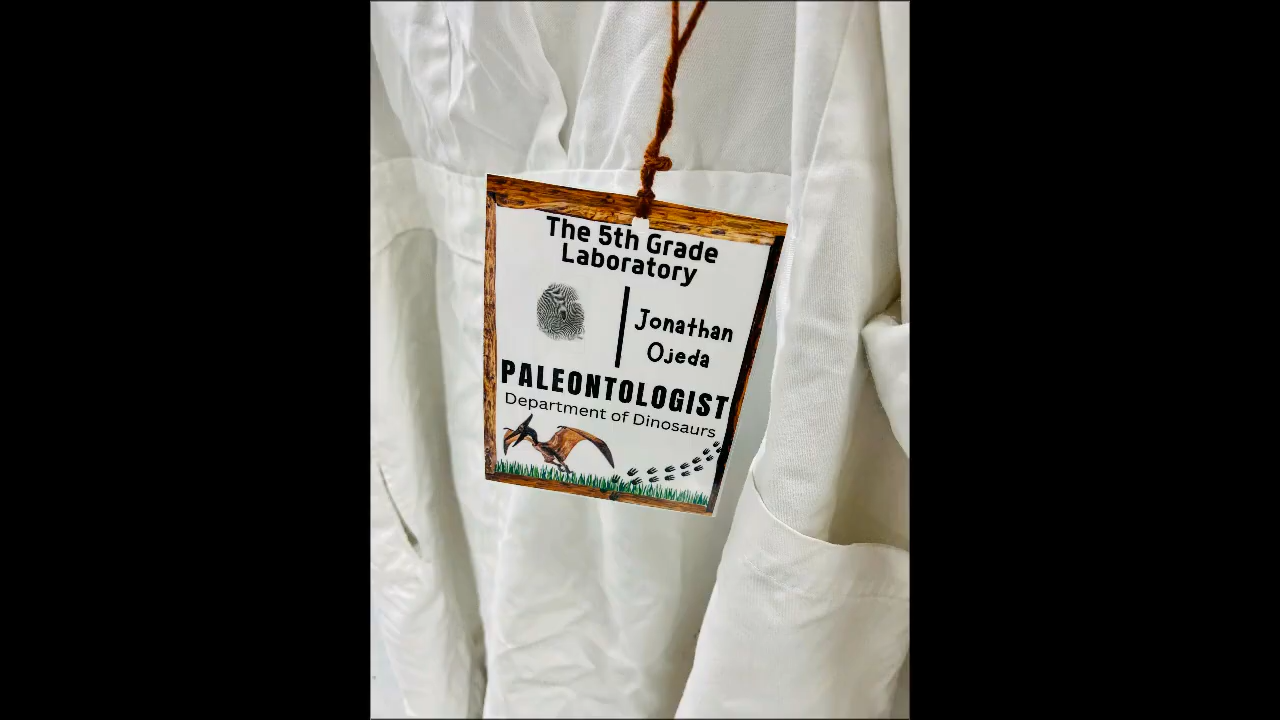 The 5th Grade
Laboratory
Jonathan
Ojeda
PALEONTOLOGIST
Department of Dinosaurs